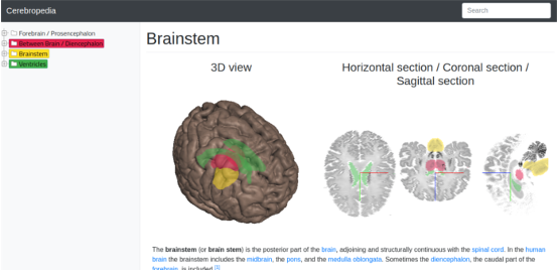 Cerebropedia
Search
Forebrain / Prosencephalon
Between Brain / Diencephalon
Brainstem
Ventricles
Brainstem
3D view
Horizontal section / Coronal section /
Sagittal section
The brainstem (or brain stem) is the posterior part of the brain, adjoining and structurally continuous with the spinal cord. In the human
brain the brainstem includes the midbrain, the pons, and the medulla oblongata. Sometimes the diencephalon, the caudal part of the
forebrain, is included